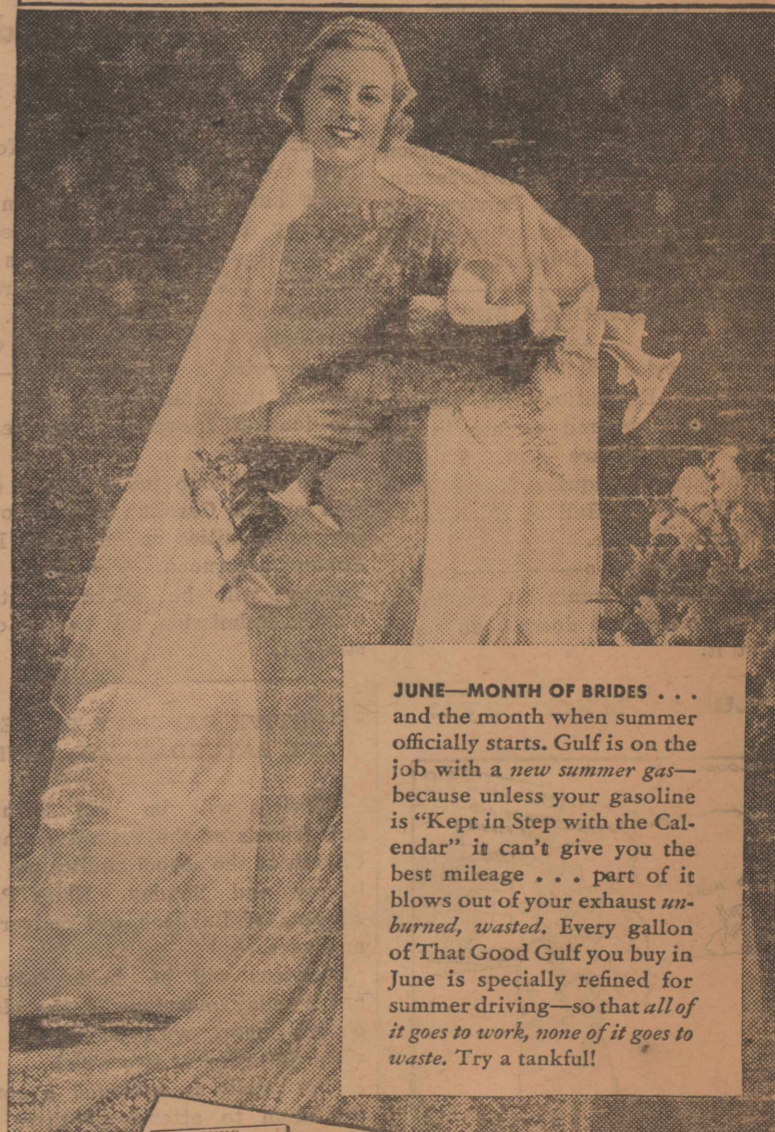 JUNE—MONTH OF BRIDES . . .
and the month when summer
officially starts. Gulf is on the
job with a new summer gas—
because unless your gasoline
is “Kept in Step with the Cal-
endar” it can’t give you the
best mileage . . . part of it
blows out of your exhaust un-
burned, wasted. Every gallon
of That Good Gulf you buy in
June is specially refined for
summer driving—so that all of
it goes to work, none of it goes to
waste. Try a tankful!